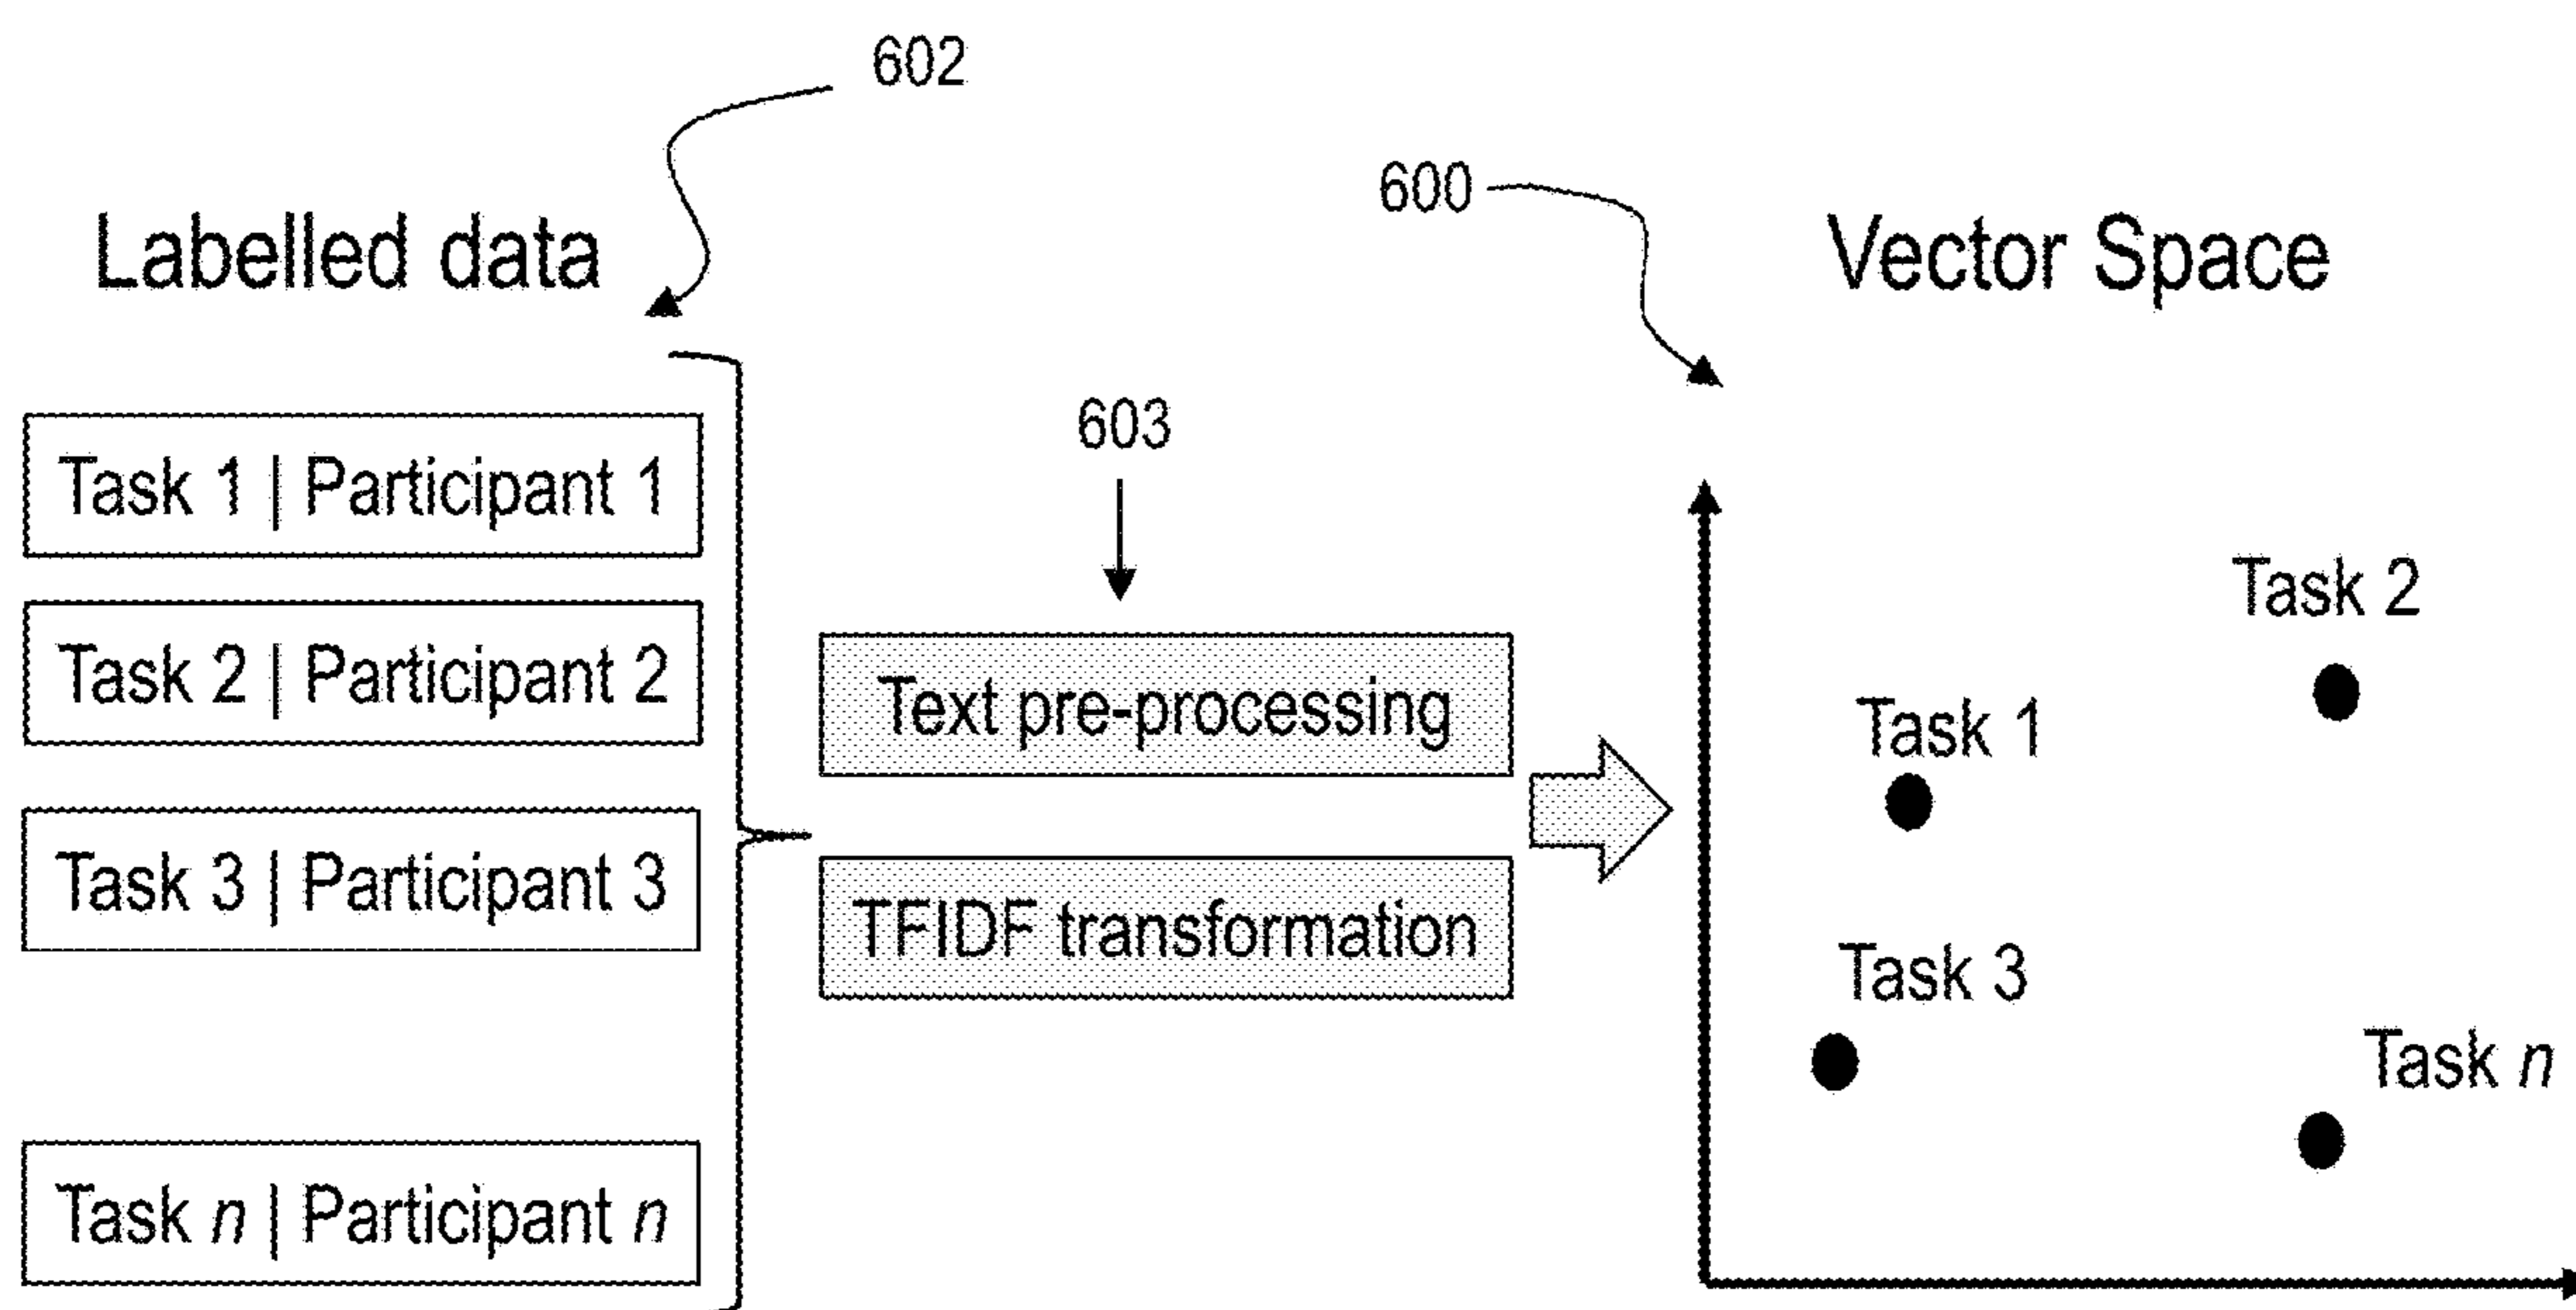 602
600
Labelled data
Vector Space
603
Task 1 | Participant 1
Task 2 | Participant 2
Task 3 | Participant 3
Task n | Participant n
Text pre-processing
TFIDF transformation
Task 2
Task 1
Task 3
Task n